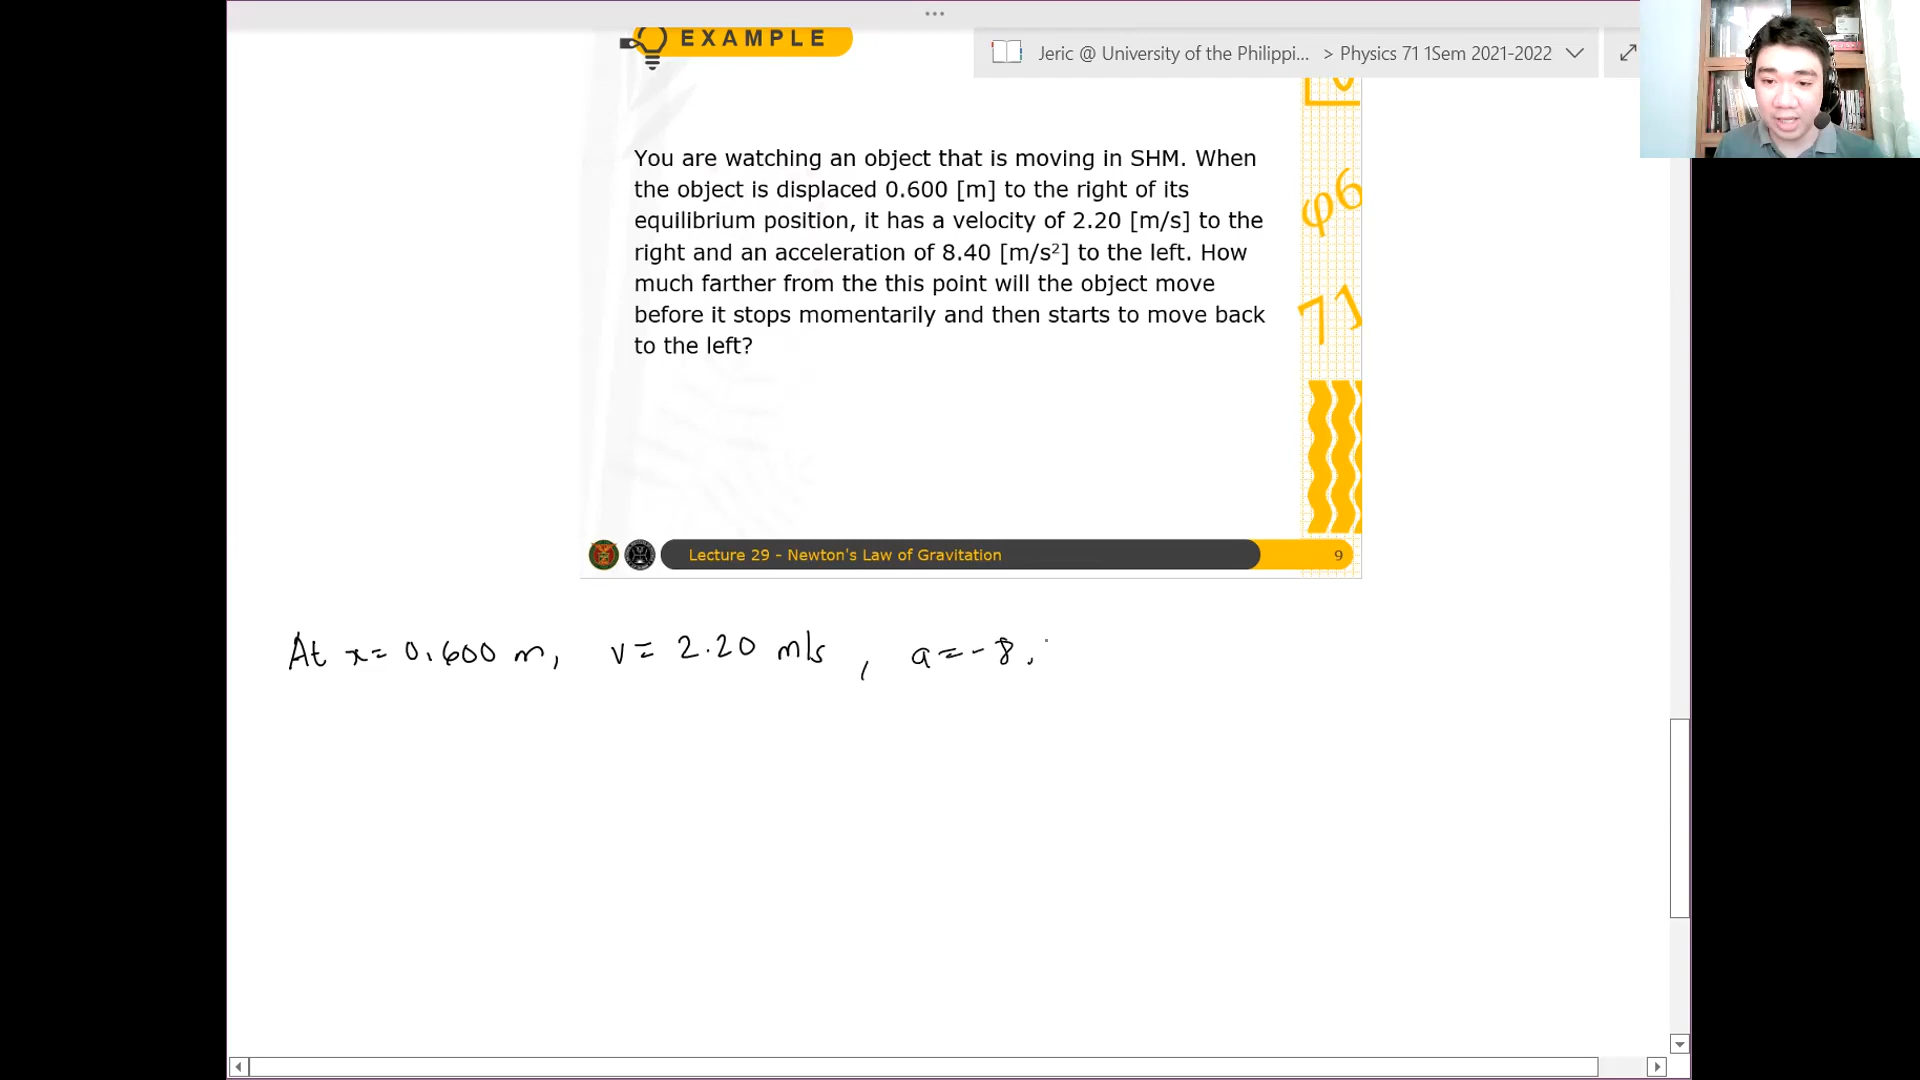 EXAMPLE
Jeric @ University of the Philippi... > Physics 71 1Sem 2021-2022
You are watching an object that is moving in SHM. When
the object is displaced 0.600 [m] to the right of its
equilibrium position, it has a velocity of 2.20 [m/s] to the
right and an acceleration of 8.40 [m/s²] to the left. How
much farther from the this point will the object move
before it stops momentarily and then starts to move back
to the left?
φ6
71
Lecture 29 - Newton's Law of Gravitation 9
At x = 0.600 m, v = 2.20 m/s , a = - 8.